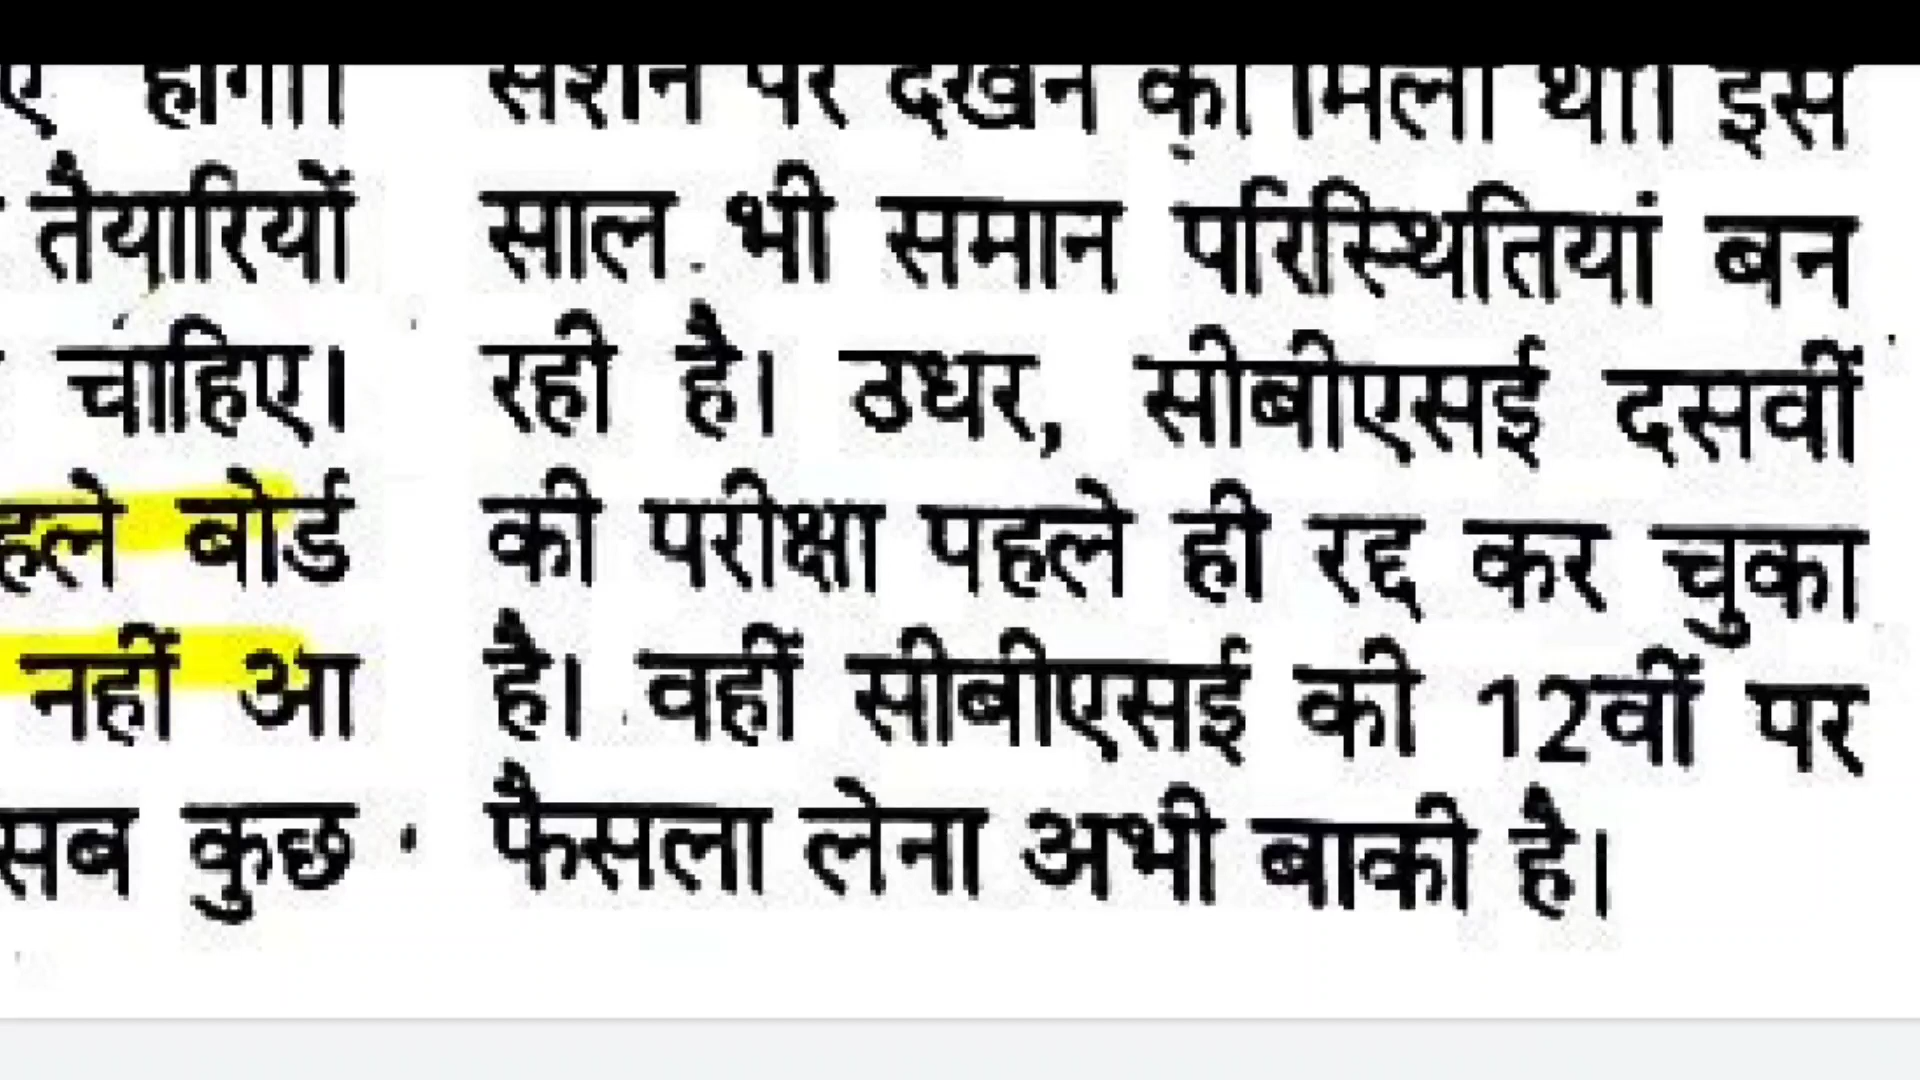 ए होगा।
तैयारियों
चाहिए।
हले बोर्ड
नहीं आ
सब कुछ
सेशन पर देखने को मिला था। इस
साल भी समान परिस्थितियां बन
रही है। ठधर, सीबीएसई दसवीं
की परीक्षा पहले ही रद्द कर चुका
है। वहीं सीबीएसई की 12वीं पर
फैसला लेना अभी बाकी है।